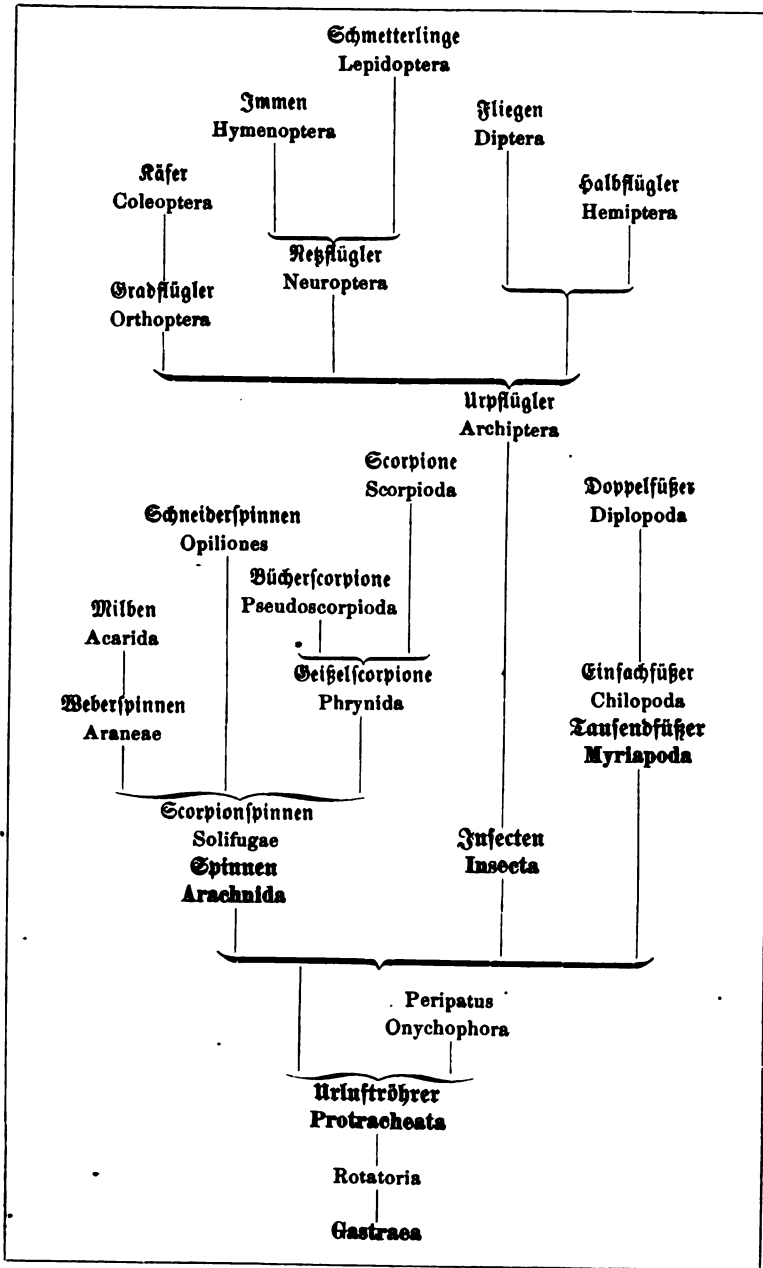 Schmetterlinge
Lepidoptera
Immen
Hymenoptera
Fliegen
Diptera
Käfer
Coleoptera
Halbflügler
Hemiptera
Netzflügler
Neuroptera
Gradflügler
Orthoptera
Urpflügler
Archiptera
Scorpione
Scorpioda
Doppelfüßer
Diplopoda
Schneiderspinnen
Opiliones
Bücherscorpione
Pseudoscorpioda
Milben
Acarida
Geißelscorpione
Phrynida
Einfachfüßer
Chilopoda
Tausendfüßer
Myriapoda
Weberspinnen
Araneae
Scorpionspinnen
Solifugae
Spinnen
Arachnida
Insecten
Insecta
Peripatus
Onychophora
Urluftröhrer
Protracheata
Rotatoria
Gastraea